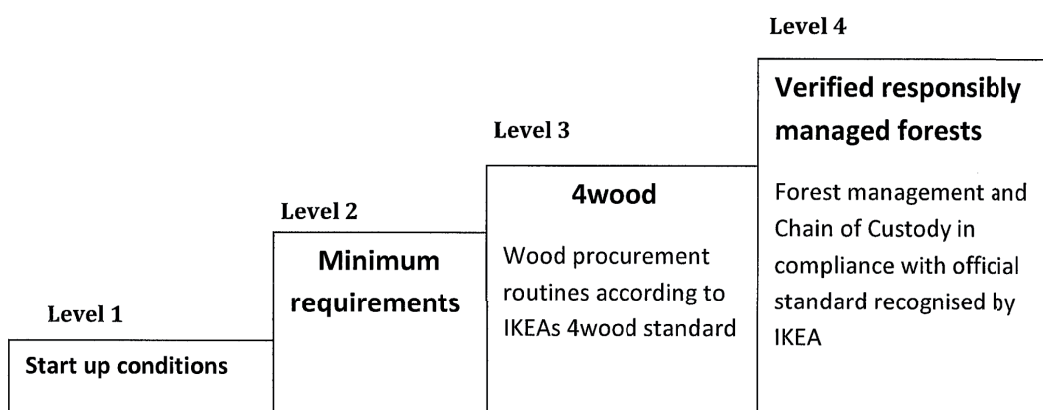 Level 1
Start up conditions
Level 2
Minimum
requirements
Level 3
4wood
Wood procurement
routines according to
IKEAs 4wood standard
Level 4
Verified responsibly
managed forests
Forest management and
Chain of Custody in
compliance with official
standard recognised by
IKEA